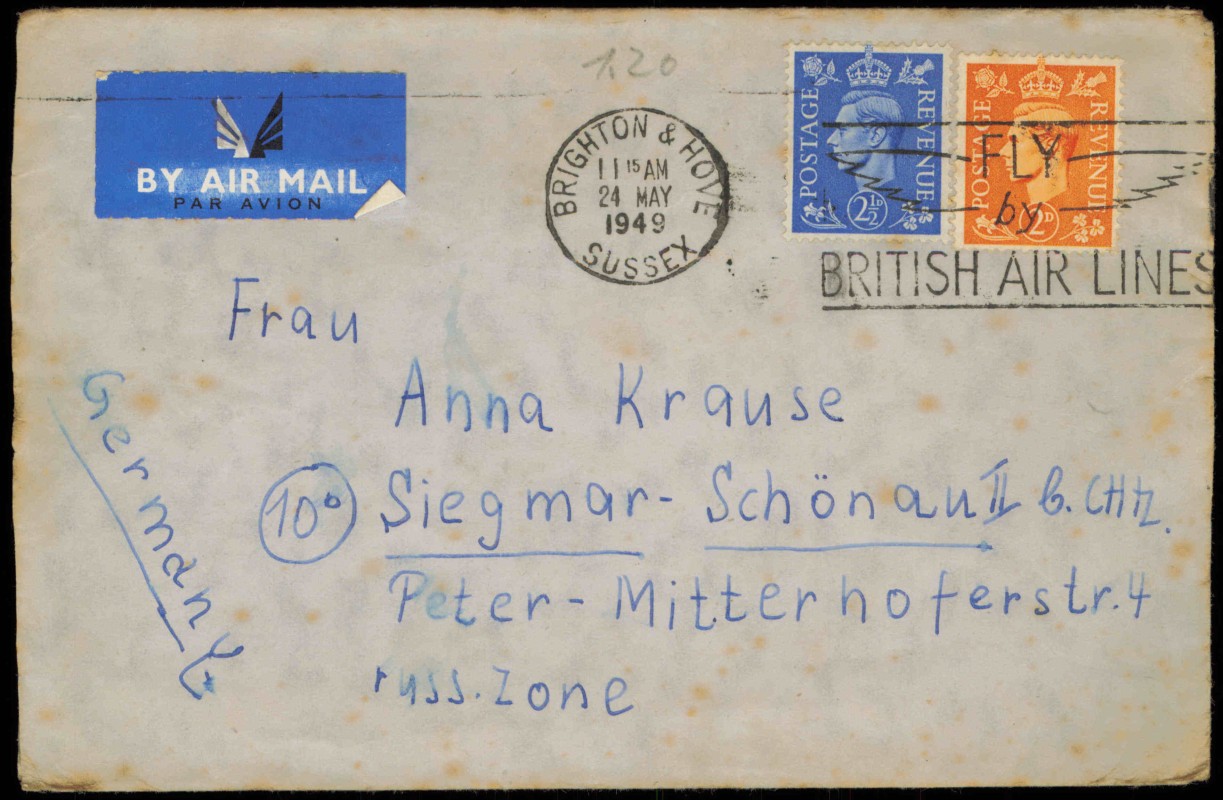 1.20
BY AIR MAIL
PAR AVION
BRIGHTON & HOVE
11 15 AM
24 MAY
1949
SUSSEX
POSTAGE REVENUE
2½D
POSTAGE REVENUE
2D
FLY
by
BRITISH AIR LINES
Frau
Anna Krause
10° Siegmar-Schönau II b. CHTZ.
Peter-Mitterhoferstr. 4
russ. Zone
Germany